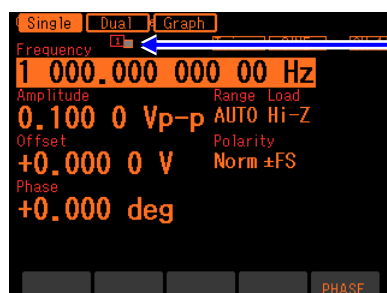 Single Dual Graph
1
Frequency
1 000.000 000 00 Hz
Amplitude Range Load
0.100 0 Vp-p AUTO Hi-Z
Offset Polarity
+0.000 0 V Norm ±FS
Phase
+0.000 deg
PHASE